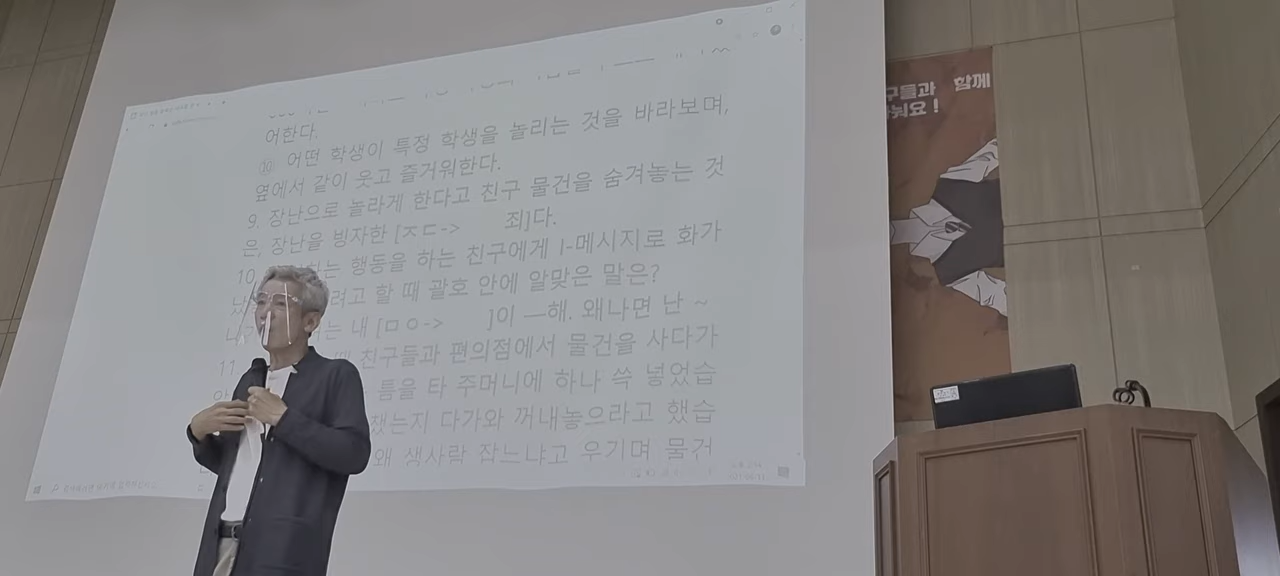 어한다.
⑩ 어떤 학생이 특정 학생을 놀리는 것을 바라보며,
옆에서 같이 웃고 즐거워한다.
9. 장난으로 놀라게 한다고 친구 물건을 숨겨놓는 것
은, 장난을 빙자한 [ㅈㄷ-> 죄]다.
10 는 행동을 하는 친구에게 I-메시지로 화가
났 려고 할 때 괄호 안에 알맞은 말은?
는 내 [ㅁㅇ-> ]이 —해. 왜냐면 난 ~
11 친구들과 편의점에서 물건을 사다가
틈을 타 주머니에 하나 쓱 넣었습
챘는지 다가와 꺼내놓으라고 했습
왜 생사람 잡느냐고 우기며 물건
구들과 함께
눠요!